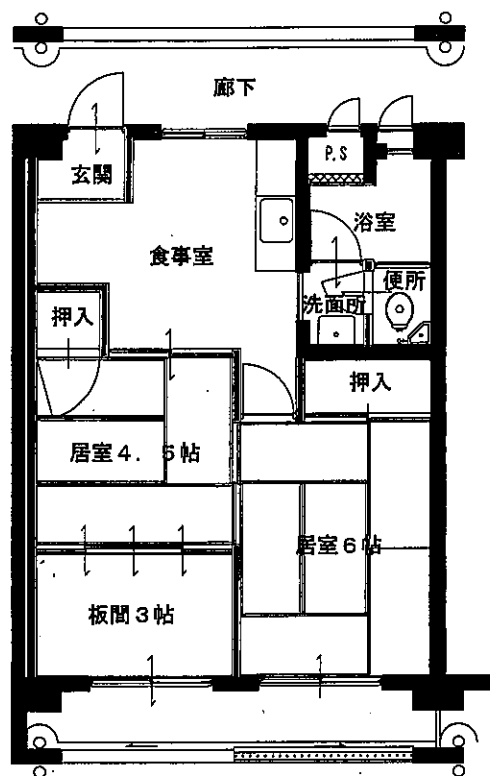 廊下
玄関
P.S
浴室
食事室
便所
洗面所
押入
押入
居室４．５帖
居室６帖
板間３帖